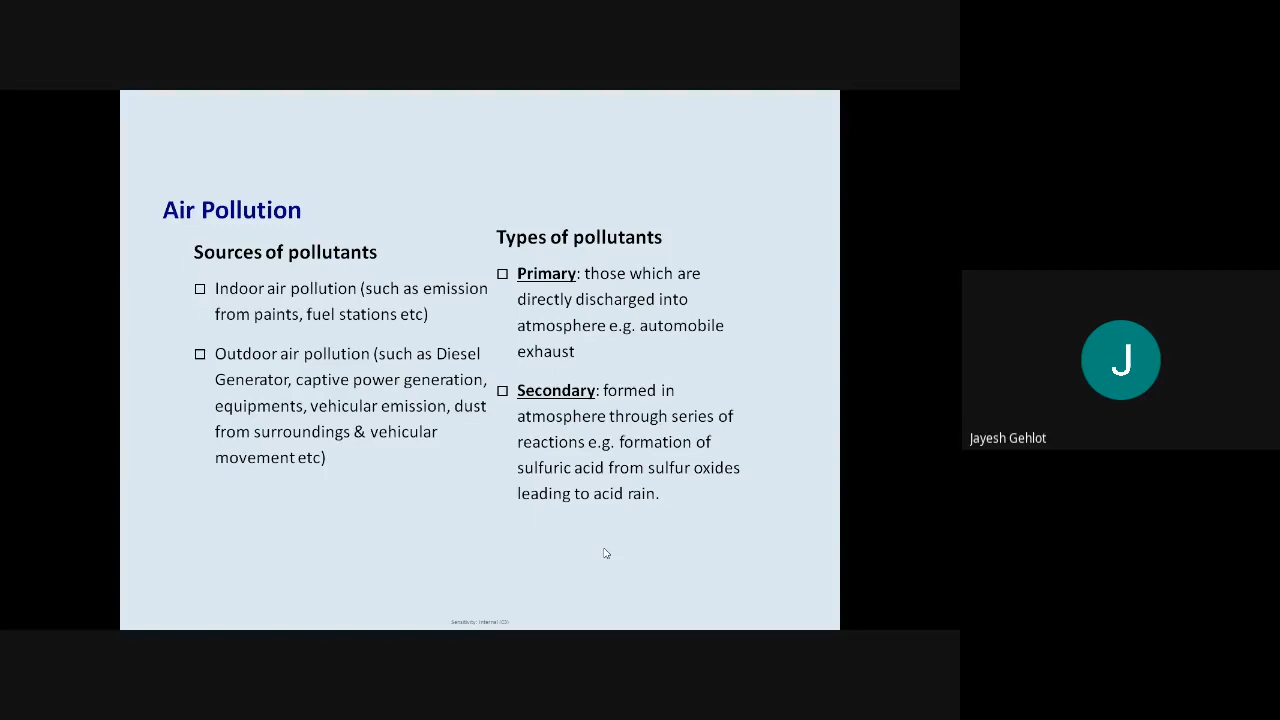 Air Pollution
Sources of pollutants
Indoor air pollution (such as emission
from paints, fuel stations etc)
Outdoor air pollution (such as Diesel
Generator, captive power generation,
equipments, vehicular emission, dust
from surroundings & vehicular
movement etc)
Types of pollutants
Primary: those which are
directly discharged into
atmosphere e.g. automobile
exhaust
Secondary: formed in
atmosphere through series of
reactions e.g. formation of
sulfuric acid from sulfur oxides
leading to acid rain.
Sensitivity: Internal (C3)
J
Jayesh Gehlot